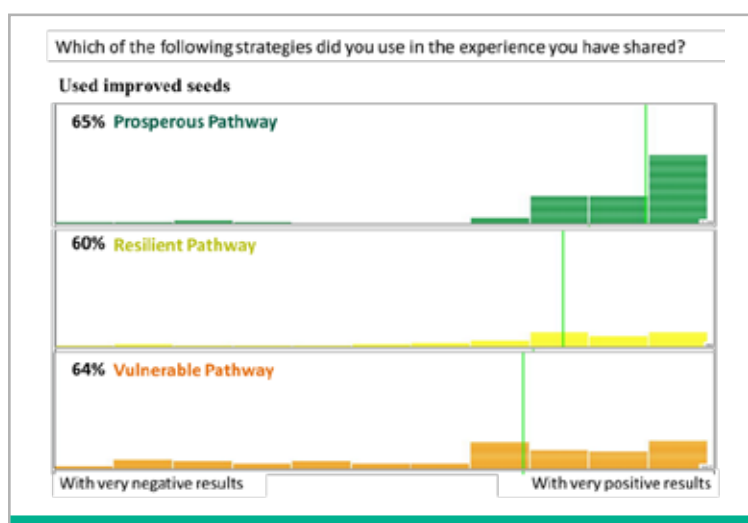 Which of the following strategies did you use in the experience you have shared?
Used improved seeds
65% Prosperous Pathway
60% Resilient Pathway
64% Vulnerable Pathway
With very negative results
With very positive results